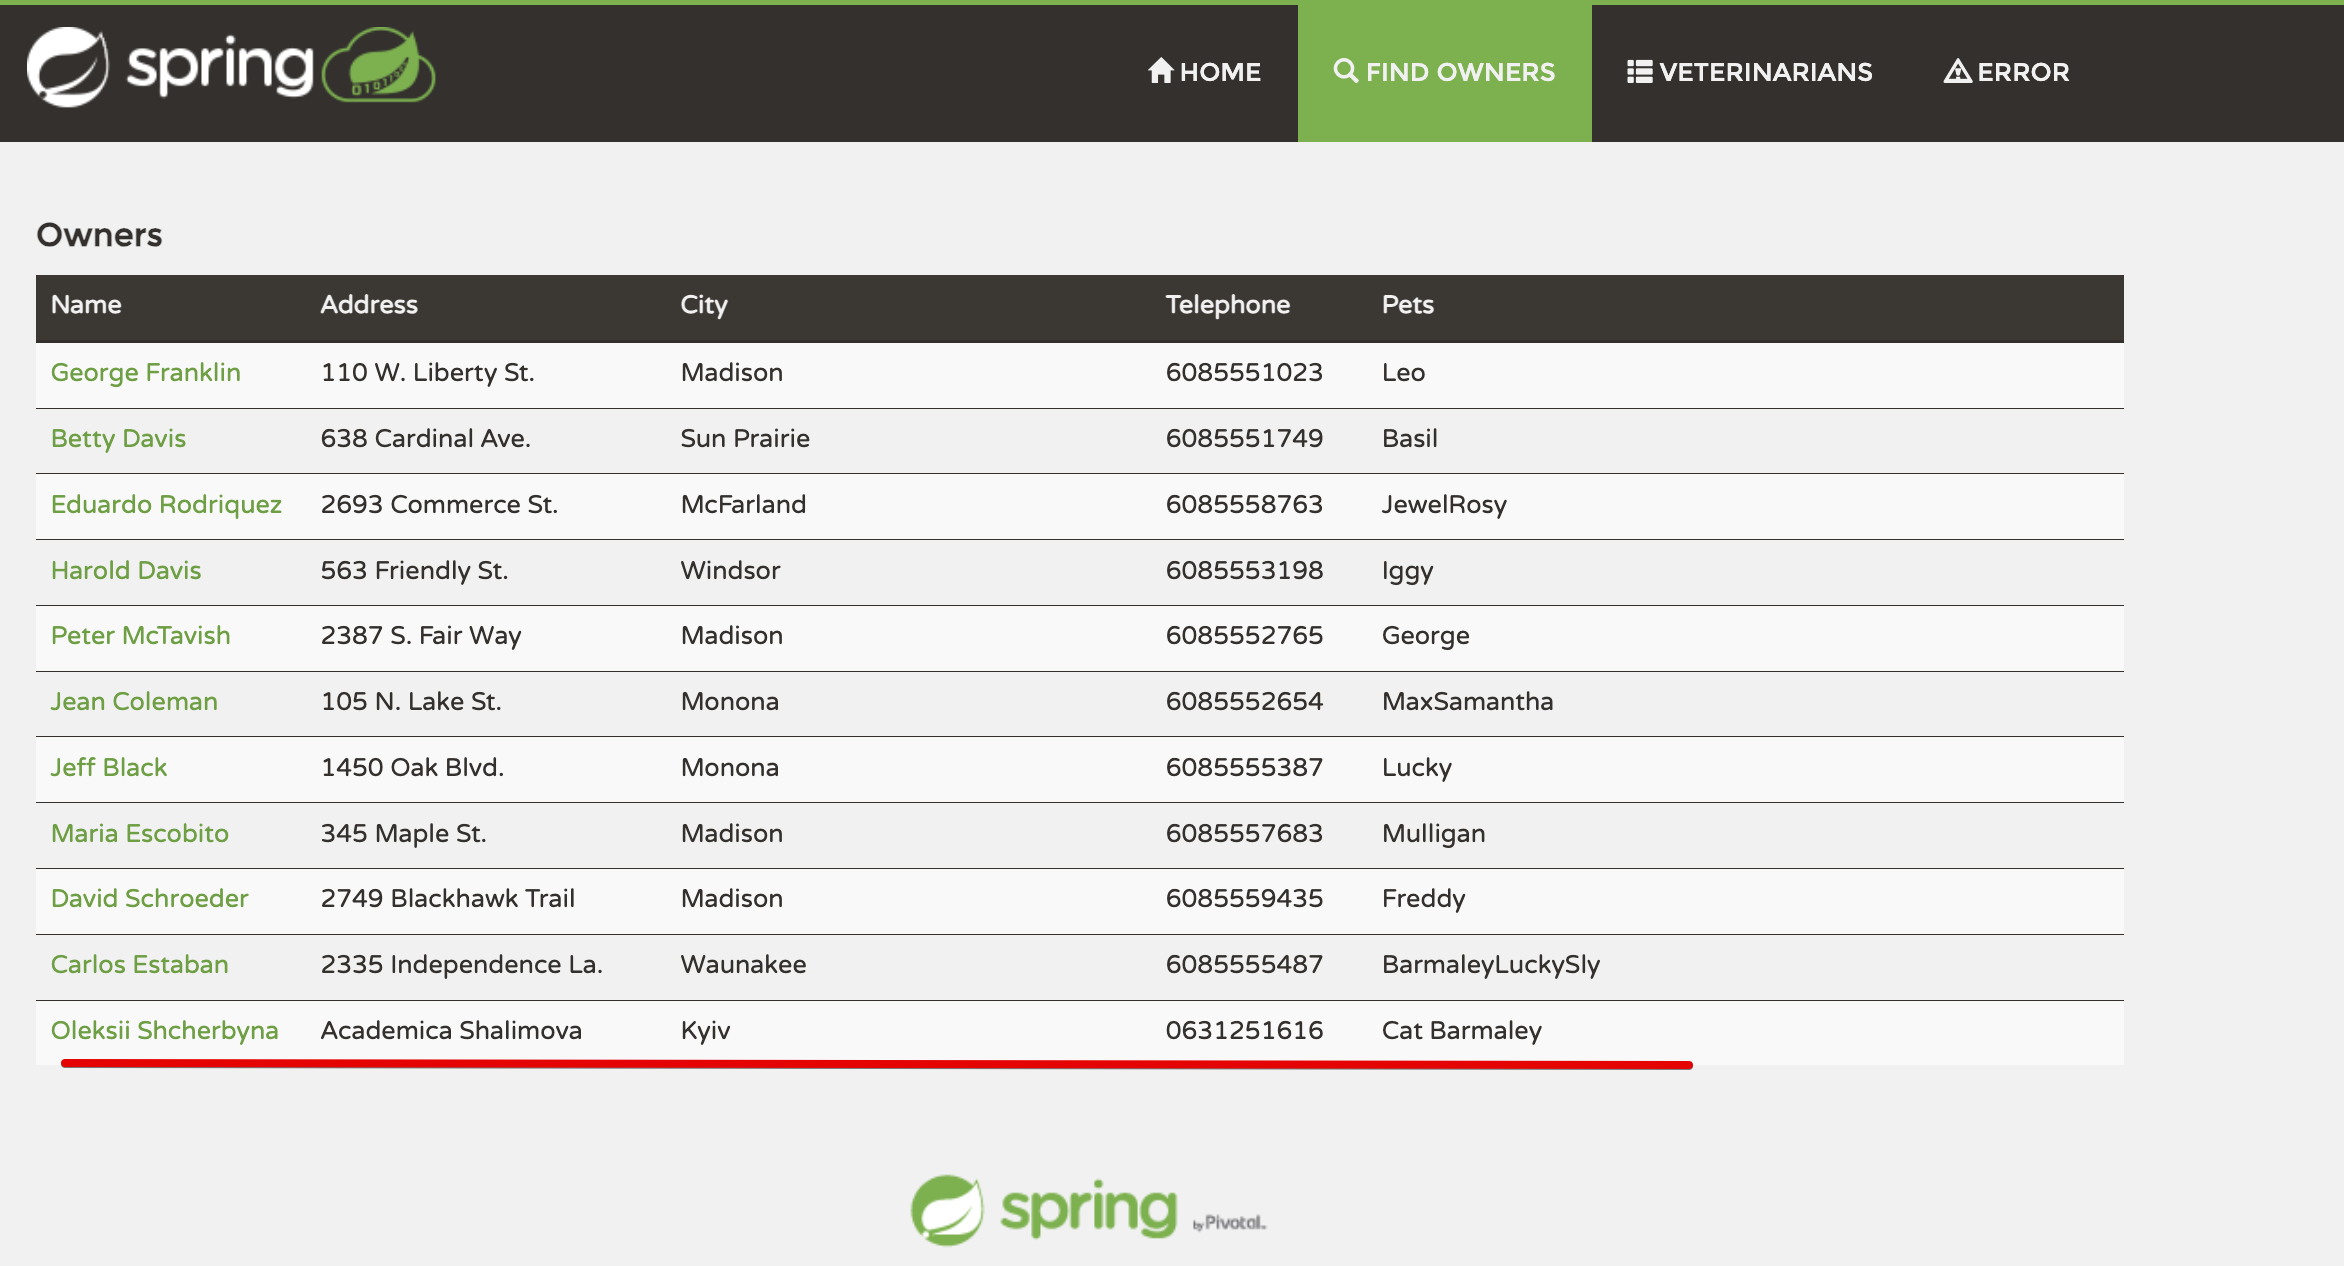 spring
HOME FIND OWNERS VETERINARIANS ERROR
Owners
Name Address City Telephone Pets
George Franklin 110 W. Liberty St. Madison 6085551023 Leo
Betty Davis 638 Cardinal Ave. Sun Prairie 6085551749 Basil
Eduardo Rodriquez 2693 Commerce St. McFarland 6085558763 JewelRosy
Harold Davis 563 Friendly St. Windsor 6085553198 Iggy
Peter McTavish 2387 S. Fair Way Madison 6085552765 George
Jean Coleman 105 N. Lake St. Monona 6085552654 MaxSamantha
Jeff Black 1450 Oak Blvd. Monona 6085555387 Lucky
Maria Escobito 345 Maple St. Madison 6085557683 Mulligan
David Schroeder 2749 Blackhawk Trail Madison 6085559435 Freddy
Carlos Estaban 2335 Independence La. Waunakee 6085555487 BarmaleyLuckySly
Oleksii Shcherbyna Academica Shalimova Kyiv 0631251616 Cat Barmaley
spring by Pivotal